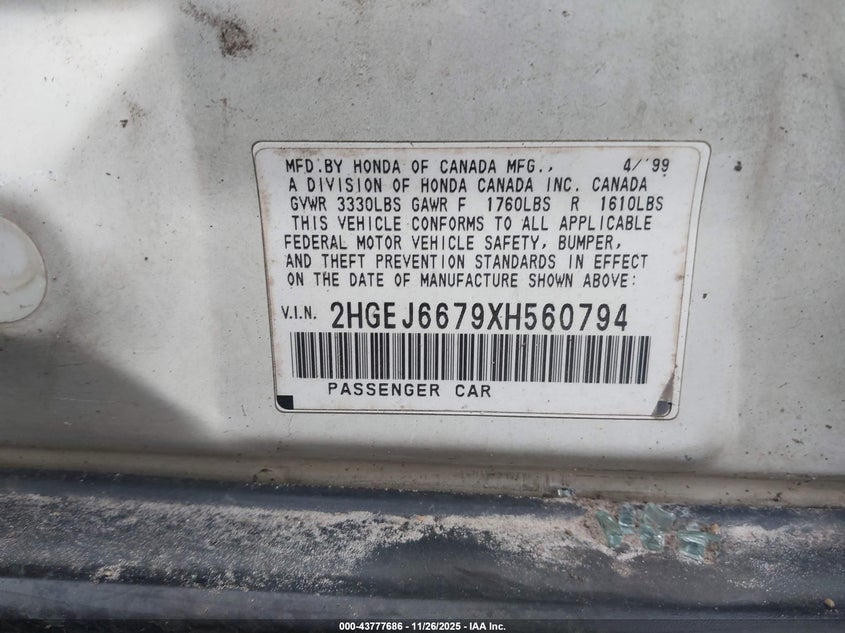 MFD.BY HONDA OF CANADA MFG., 4/'99
A DIVISION OF HONDA CANADA INC. CANADA
GVWR 3330LBS GAWR F 1760LBS R 1610LBS
THIS VEHICLE CONFORMS TO ALL APPLICABLE
FEDERAL MOTOR VEHICLE SAFETY, BUMPER,
AND THEFT PREVENTION STANDARDS IN EFFECT
ON THE DATE OF MANUFACTURE SHOWN ABOVE:
V.I.N. 2HGEJ6679XH560794
PASSENGER CAR
000-43777686 - 11/26/2025 - IAA Inc.